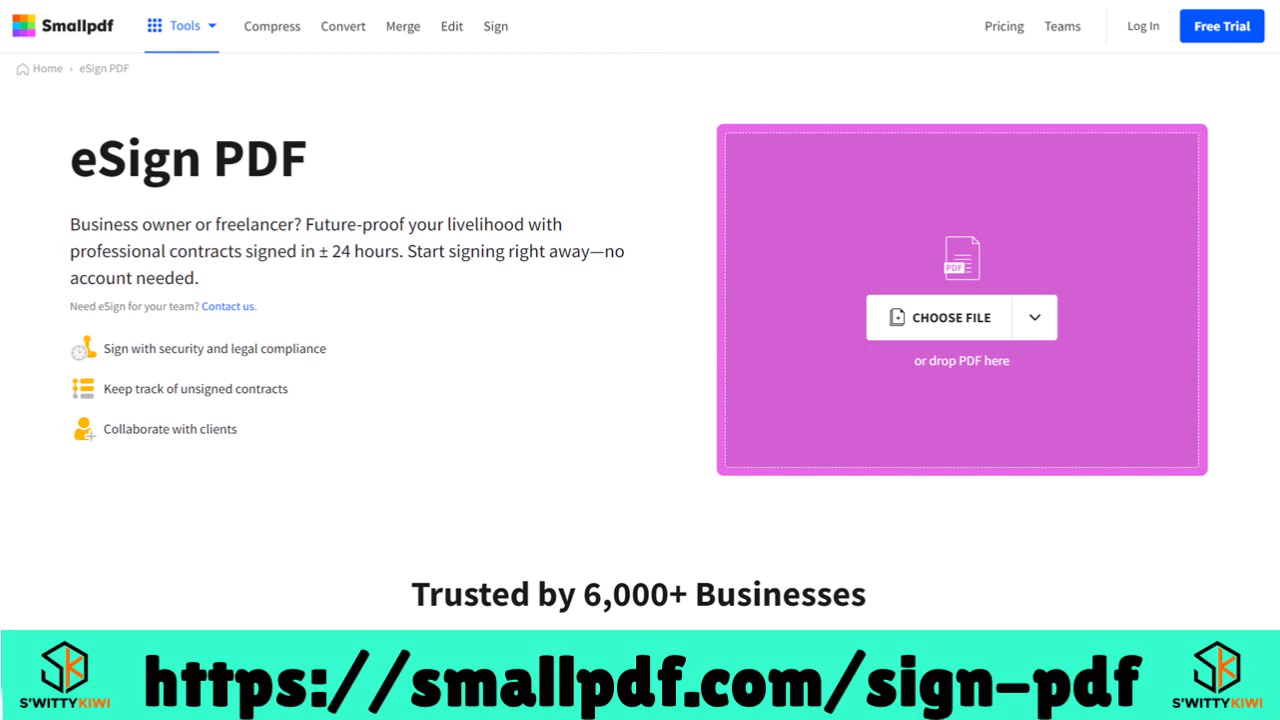 Smallpdf
Tools
Compress
Convert
Merge
Edit
Sign
Pricing
Teams
Log In
Free Trial
Home › eSign PDF
eSign PDF
Business owner or freelancer? Future-proof your livelihood with
professional contracts signed in ± 24 hours. Start signing right away—no
account needed.
Need eSign for your team? Contact us.
Sign with security and legal compliance
Keep track of unsigned contracts
Collaborate with clients
PDF
CHOOSE FILE
or drop PDF here
Trusted by 6,000+ Businesses
S'WITTYKIWI
https://smallpdf.com/sign-pdf
S'WITTYKIWI